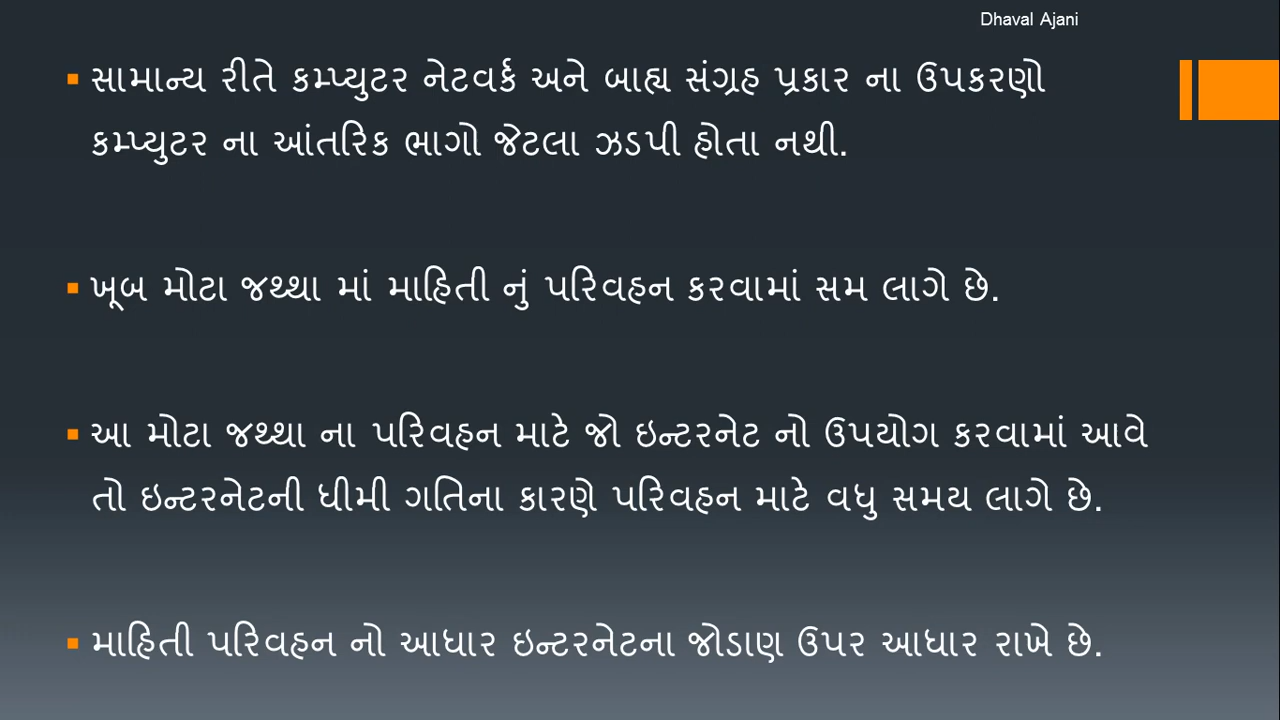 Dhaval Ajani
સામાન્ય રીતે કમ્પ્યુટર નેટવર્ક અને બાહ્ય સંગ્રહ પ્રકાર ના ઉપકરણો
કમ્પ્યુટર ના આંતરિક ભાગો જેટલા ઝડપી હોતા નથી.
ખૂબ મોટા જથ્થા માં માહિતી નું પરિવહન કરવામાં સમ લાગે છે.
આ મોટા જથ્થા ના પરિવહન માટે જો ઇન્ટરનેટ નો ઉપયોગ કરવામાં આવે
તો ઇન્ટરનેટની ધીમી ગતિના કારણે પરિવહન માટે વધુ સમય લાગે છે.
માહિતી પરિવહન નો આધાર ઇન્ટરનેટના જોડાણ ઉપર આધાર રાખે છે.